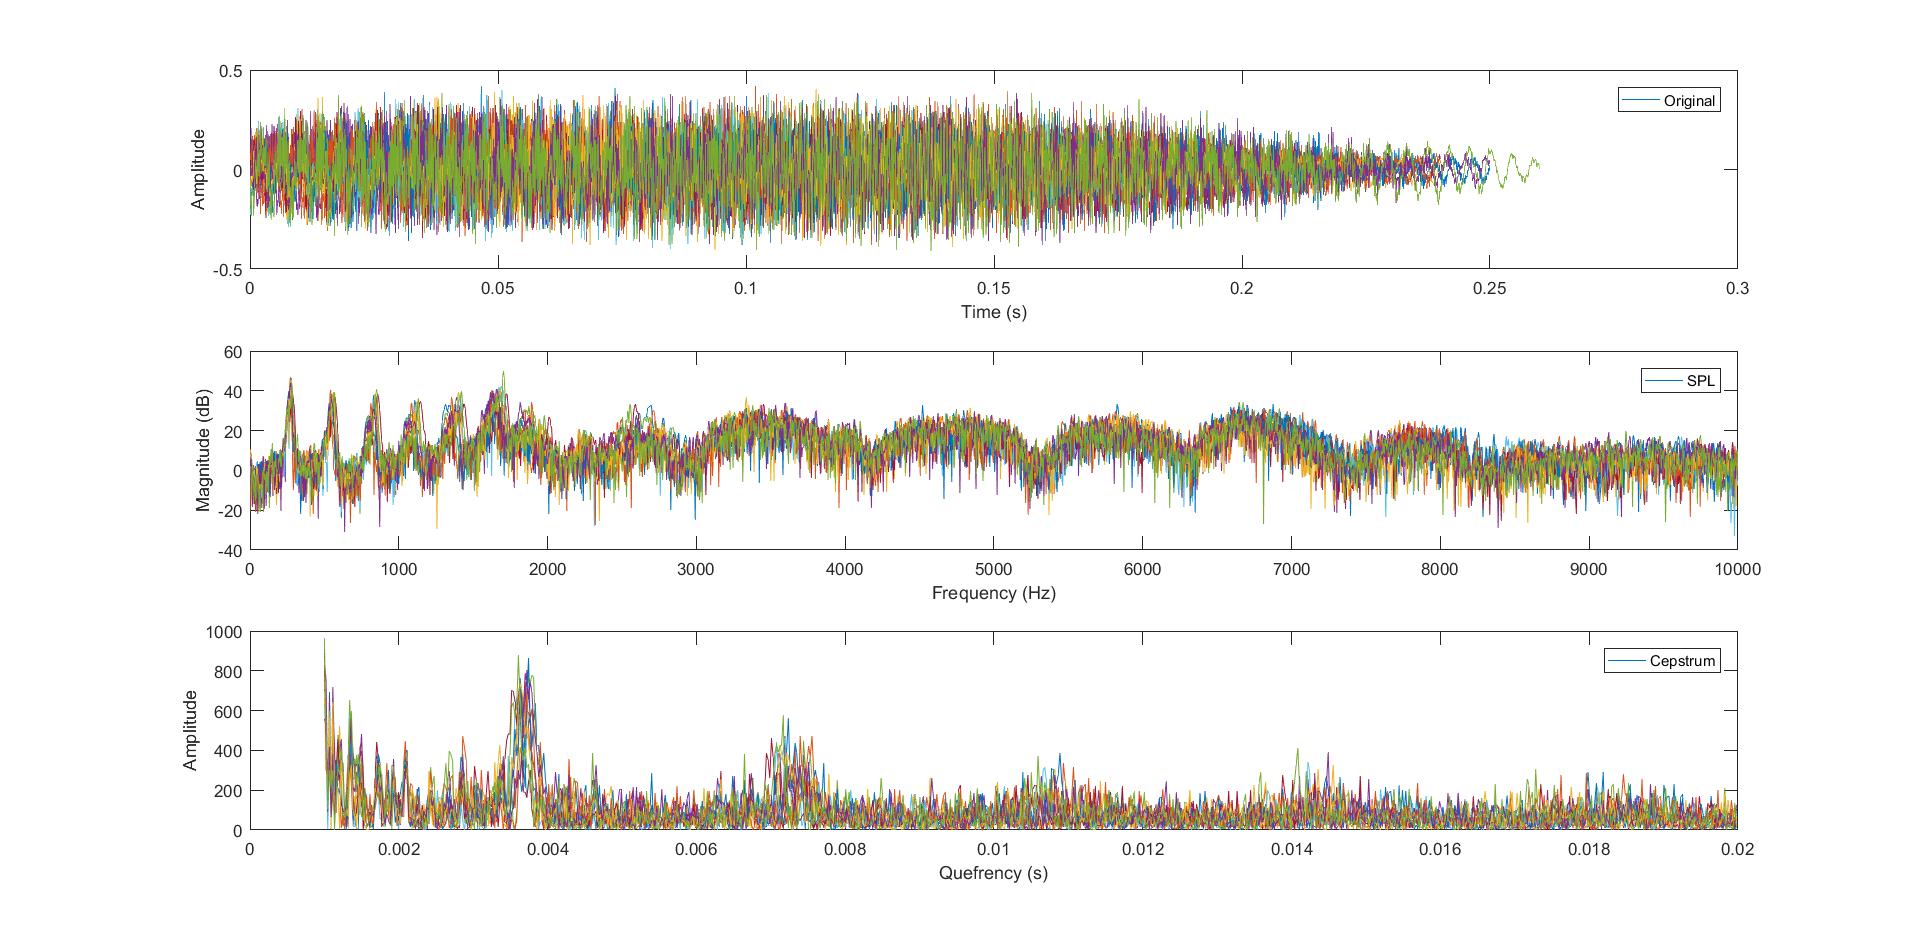 0.5
0
-0.5
Amplitude
Original
0 0.05 0.1 0.15 0.2 0.25 0.3
Time (s)
60
40
20
0
-20
-40
Magnitude (dB)
SPL
0 1000 2000 3000 4000 5000 6000 7000 8000 9000 10000
Frequency (Hz)
1000
800
600
400
200
0
Amplitude
Cepstrum
0 0.002 0.004 0.006 0.008 0.01 0.012 0.014 0.016 0.018 0.02
Quefrency (s)